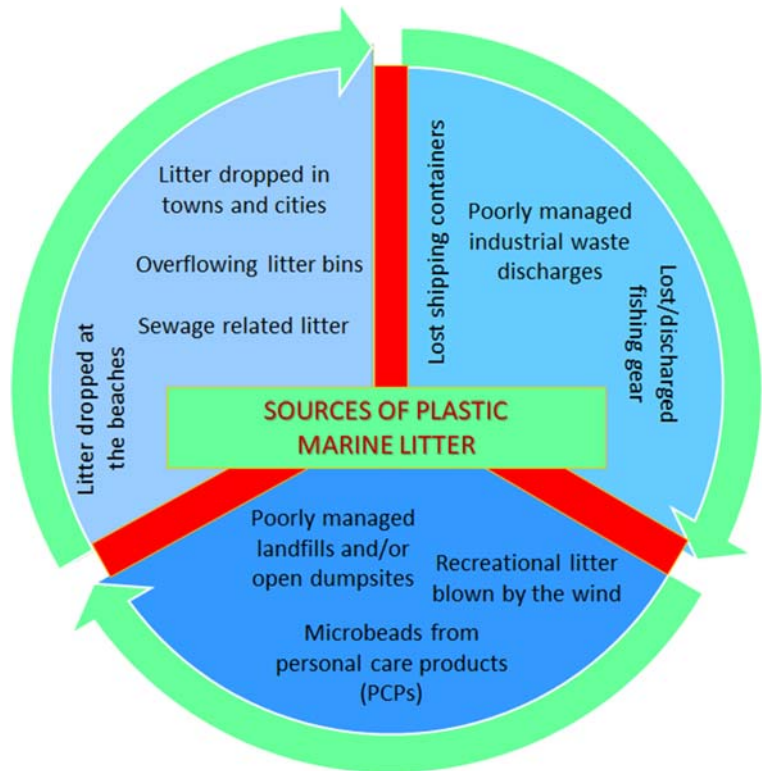 Litter dropped in
towns and cities
Overflowing litter bins
Sewage related litter
Litter dropped at
the beaches
Lost shipping containers
Poorly managed
industrial waste
discharges
Lost/discharged
fishing gear
SOURCES OF PLASTIC
MARINE LITTER
Poorly managed
landfills and/or
open dumpsites
Recreational litter
blown by the wind
Microbeads from
personal care products
(PCPs)